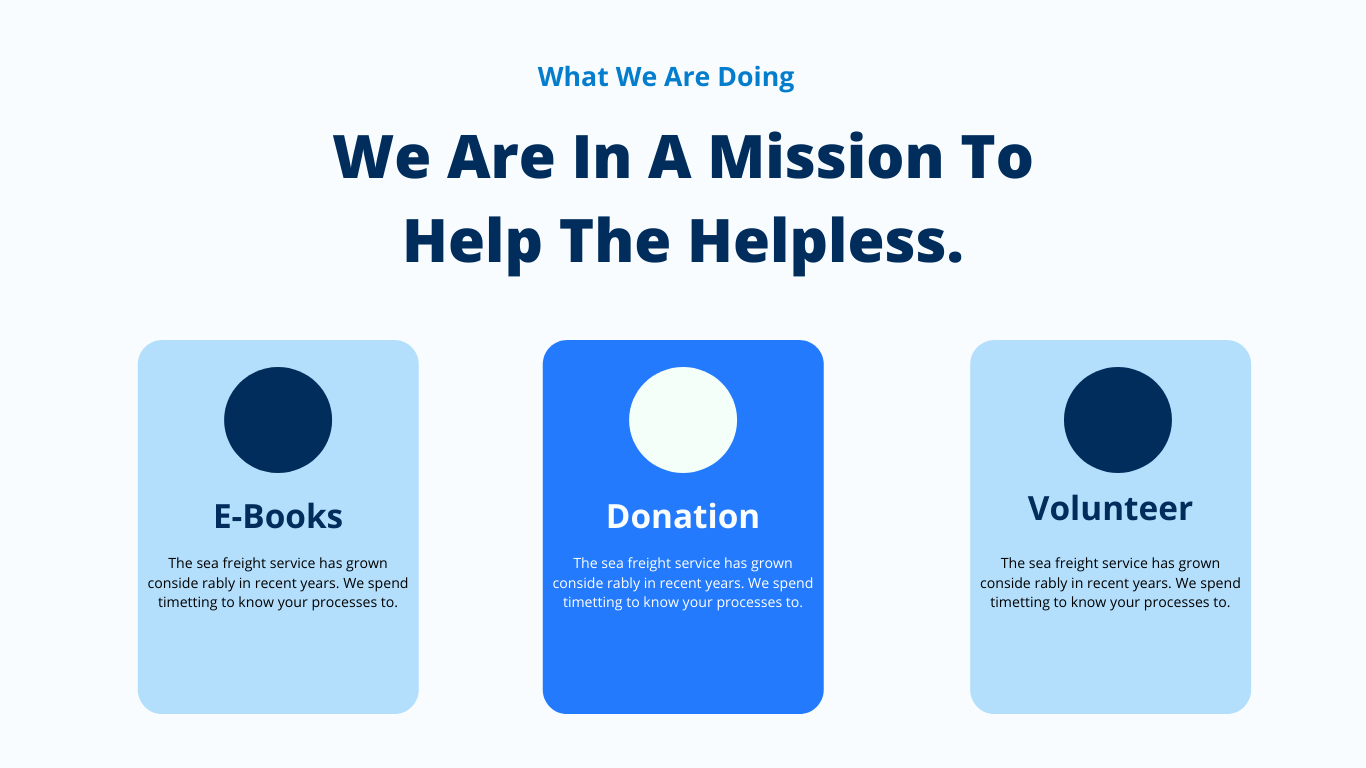 What We Are Doing
We Are In A Mission To
Help The Helpless.
E-Books
The sea freight service has grown
conside rably in recent years. We spend
timetting to know your processes to.
Donation
The sea freight service has grown
conside rably in recent years. We spend
timetting to know your processes to.
Volunteer
The sea freight service has grown
conside rably in recent years. We spend
timetting to know your processes to.